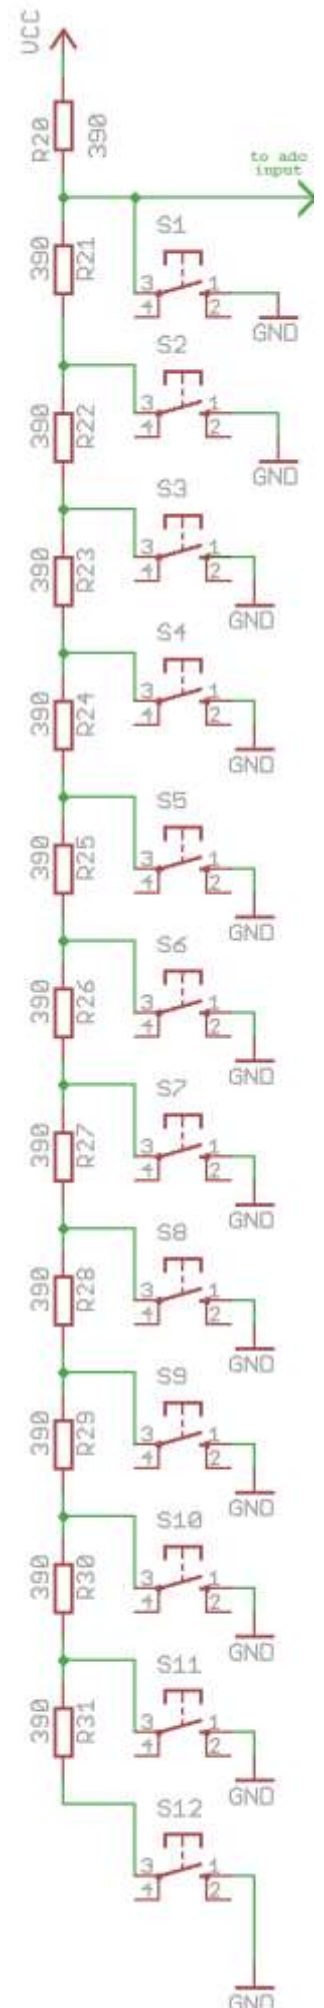 VCC
R20
390
to adc
input
390
R21
S1
3
1
4
2
GND
S2
390
R22
3
1
4
2
GND
S3
390
R23
3
1
4
2
GND
S4
390
R24
3
1
4
2
GND
S5
390
R25
3
1
4
2
GND
S6
390
R26
3
1
4
2
GND
S7
390
R27
3
1
4
2
GND
S8
390
R28
3
1
4
2
GND
S9
390
R29
3
1
4
2
GND
S10
390
R30
3
1
4
2
GND
S11
390
R31
3
1
4
2
GND
S12
3
1
4
2
GND